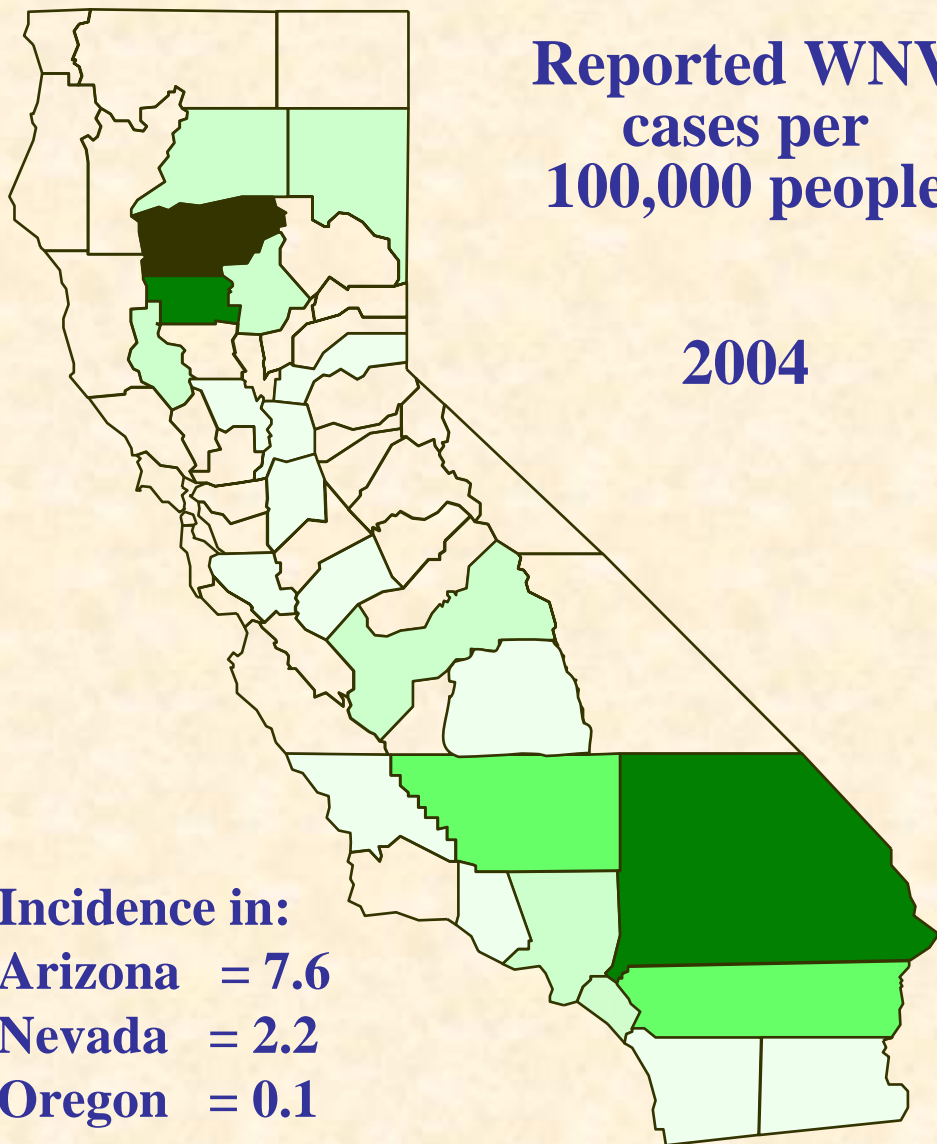 Reported WNV
cases per
100,000 people
2004
Incidence in:
Arizona = 7.6
Nevada = 2.2
Oregon = 0.1